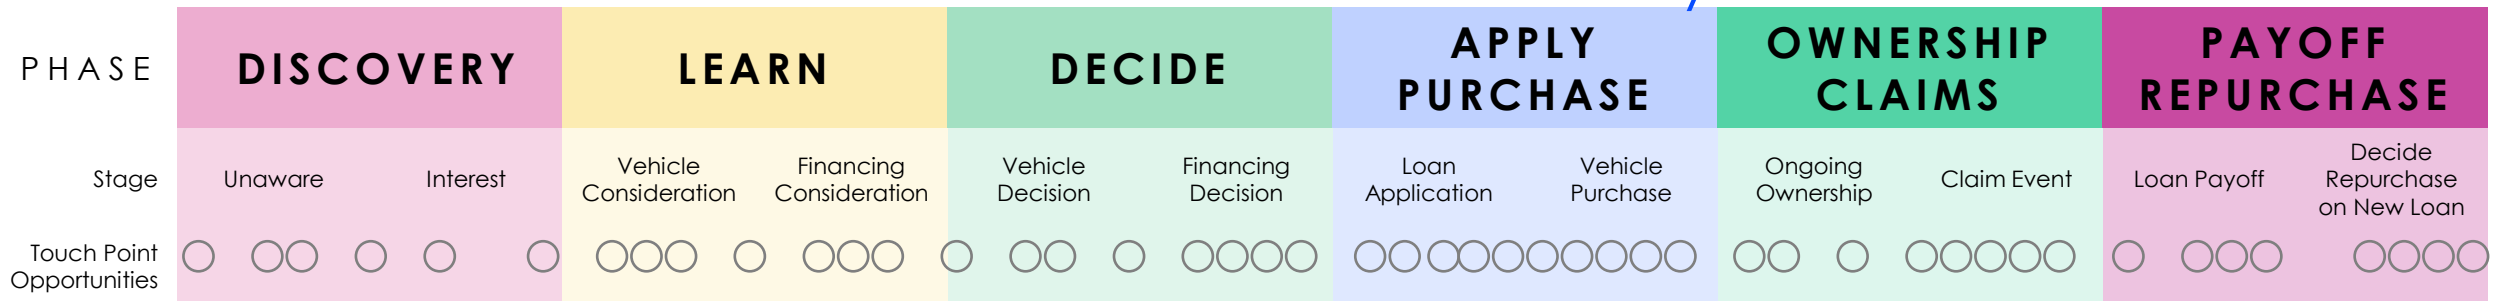 PHASE
DISCOVERY
LEARN
DECIDE
APPLY
PURCHASE
OWNERSHIP
CLAIMS
PAYOFF
REPURCHASE
Stage
Unaware
Interest
Vehicle
Consideration
Financing
Consideration
Vehicle
Decision
Financing
Decision
Loan
Application
Vehicle
Purchase
Ongoing
Ownership
Claim Event
Loan Payoff
Decide
Repurchase
on New Loan
Touch Point
Opportunities